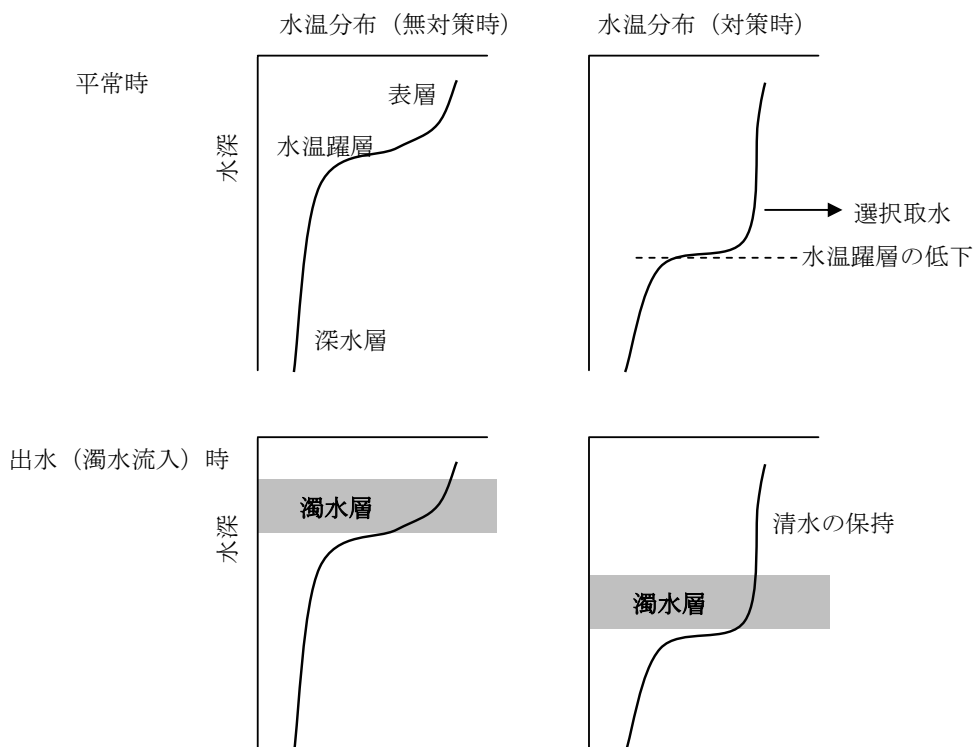 水温分布（無対策時）
水温分布（対策時）
平常時
表層
水温躍層
水深
選択取水
水温躍層の低下
深水層
出水（濁水流入）時
濁水層
水深
清水の保持
濁水層